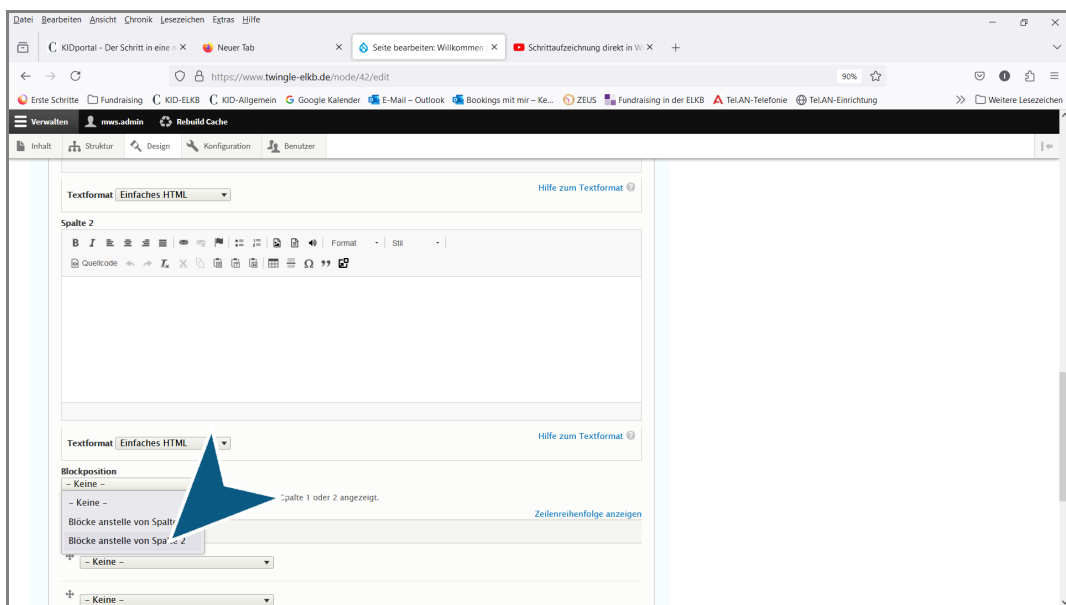 Datei Bearbeiten Ansicht Chronik Lesezeichen Extras Hilfe
KIDportal - Der Schritt in eine n
Neuer Tab
Seite bearbeiten: Willkommen
Schrittaufzeichnung direkt in Wi
https://www.twingle-elkb.de/node/42/edit
90%
Erste Schritte Fundraising KID-ELKB KID-Allgemein Google Kalender E-Mail – Outlook Bookings mit mir – Ke... ZEUS Fundraising in der ELKB Tel.AN-Telefonie Tel.AN-Einrichtung Weitere Lesezeichen
Verwalten mws.admin Rebuild Cache
Inhalt Struktur Design Konfiguration Benutzer
Textformat Einfaches HTML Hilfe zum Textformat
Spalte 2
Format Stil
Quellcode
Textformat Einfaches HTML Hilfe zum Textformat
Blockposition
- Keine -
- Keine - Spalte 1 oder 2 angezeigt.
Blöcke anstelle von Spalte
Zeilenreihenfolge anzeigen
Blöcke anstelle von Spalte 2
- Keine -
- Keine -